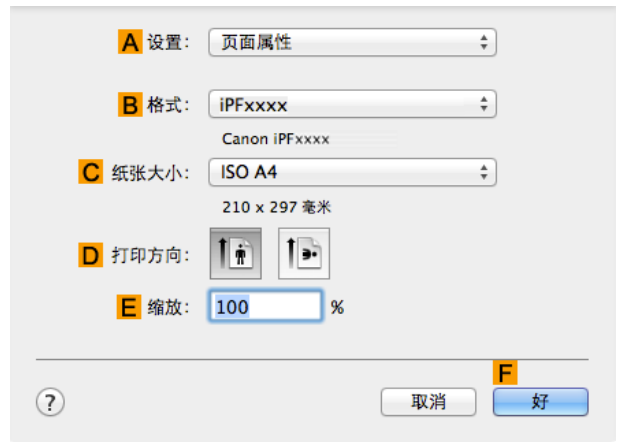 A 设置： 页面属性
B 格式： iPFxxxx
Canon iPFxxxx
C 纸张大小： ISO A4
210 x 297 毫米
D 打印方向：
E 缩放： 100 %
F
? 取消 好